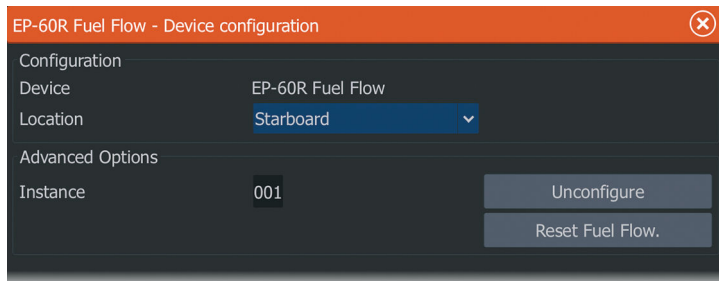 EP-60R Fuel Flow - Device configuration
Configuration
Device EP-60R Fuel Flow
Location Starboard
Advanced Options
Instance 001 Unconfigure
Reset Fuel Flow.